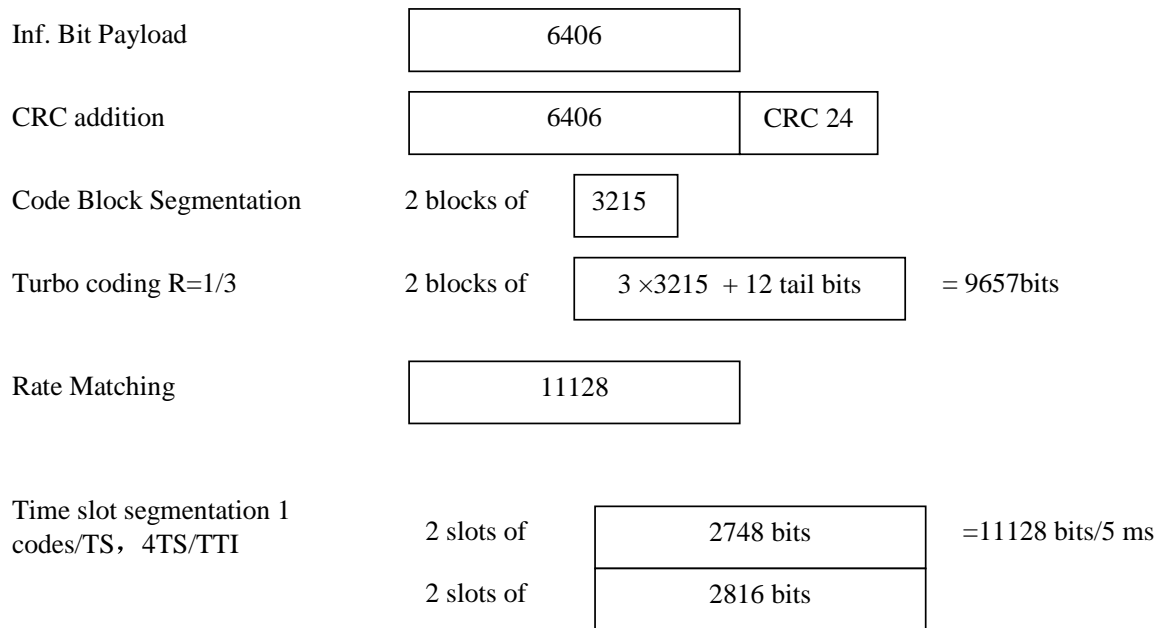 Inf. Bit Payload 6406
CRC addition 6406 CRC 24
Code Block Segmentation 2 blocks of 3215
Turbo coding R=1/3 2 blocks of 3 ×3215 + 12 tail bits = 9657bits
Rate Matching 11128
Time slot segmentation 1
codes/TS，4TS/TTI 2 slots of 2748 bits =11128 bits/5 ms
2 slots of 2816 bits